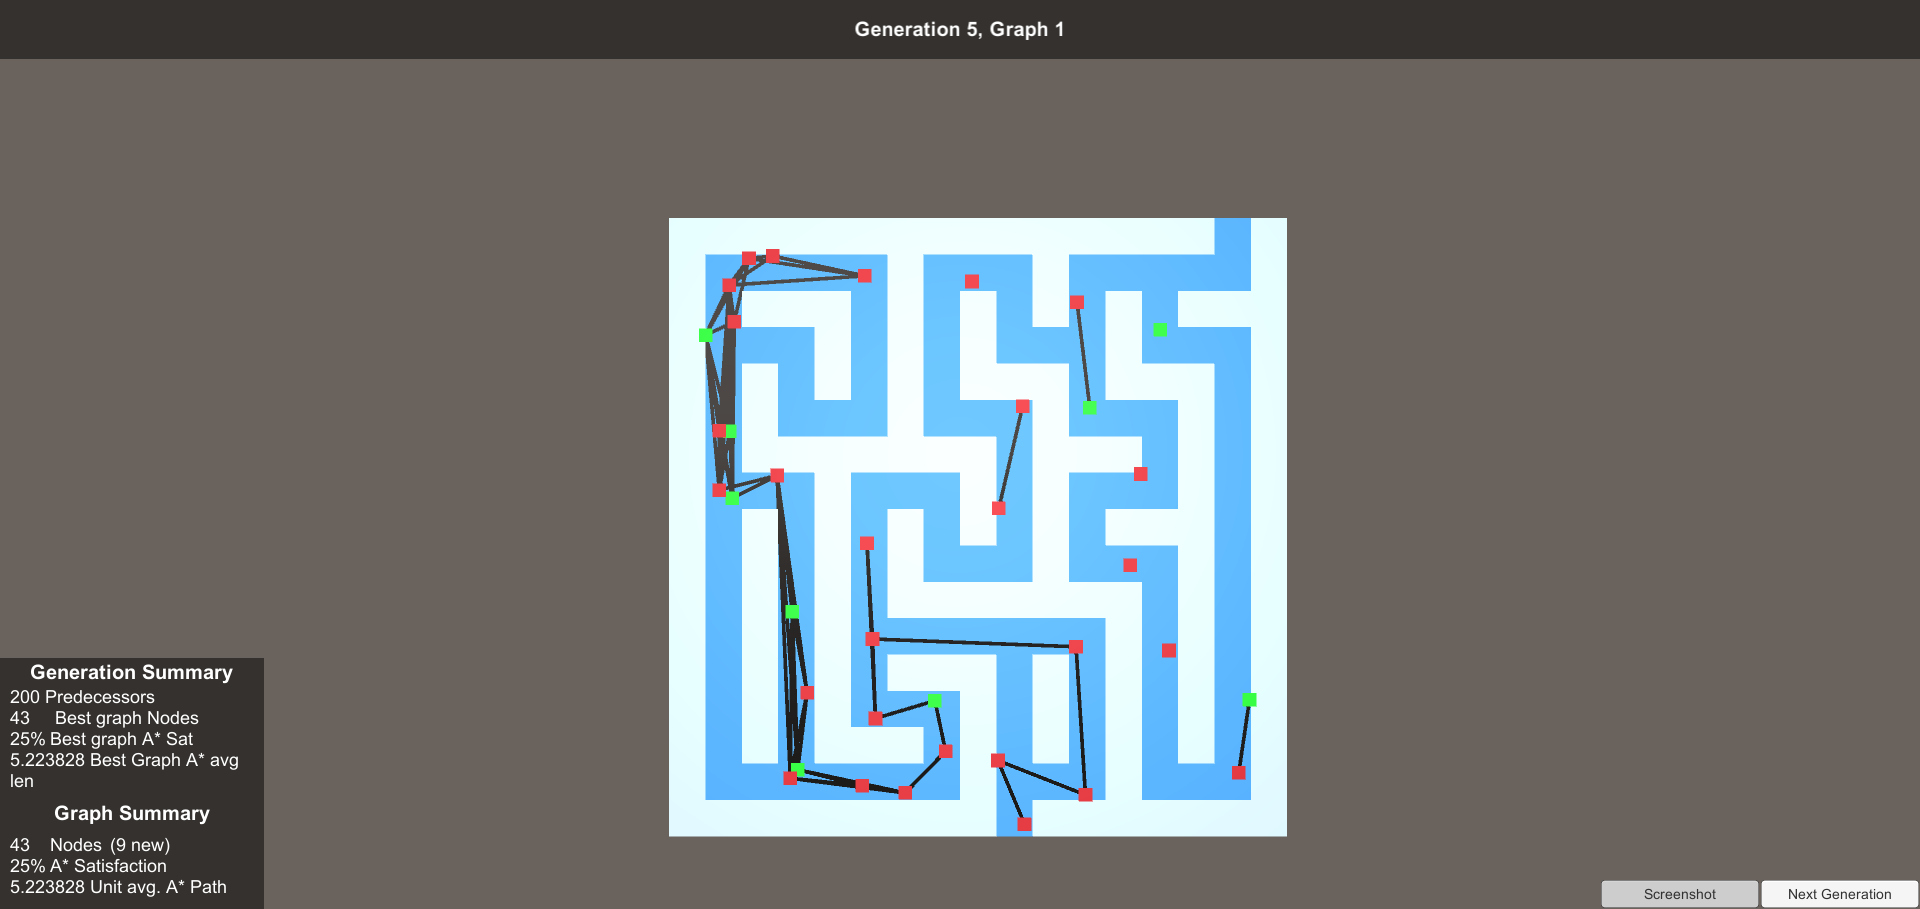 Generation 5, Graph 1
Generation Summary
200 Predecessors
43 Best graph Nodes
25% Best graph A* Sat
5.223828 Best Graph A* avg
len
Graph Summary
43 Nodes (9 new)
25% A* Satisfaction
5.223828 Unit avg. A* Path
Screenshot
Next Generation